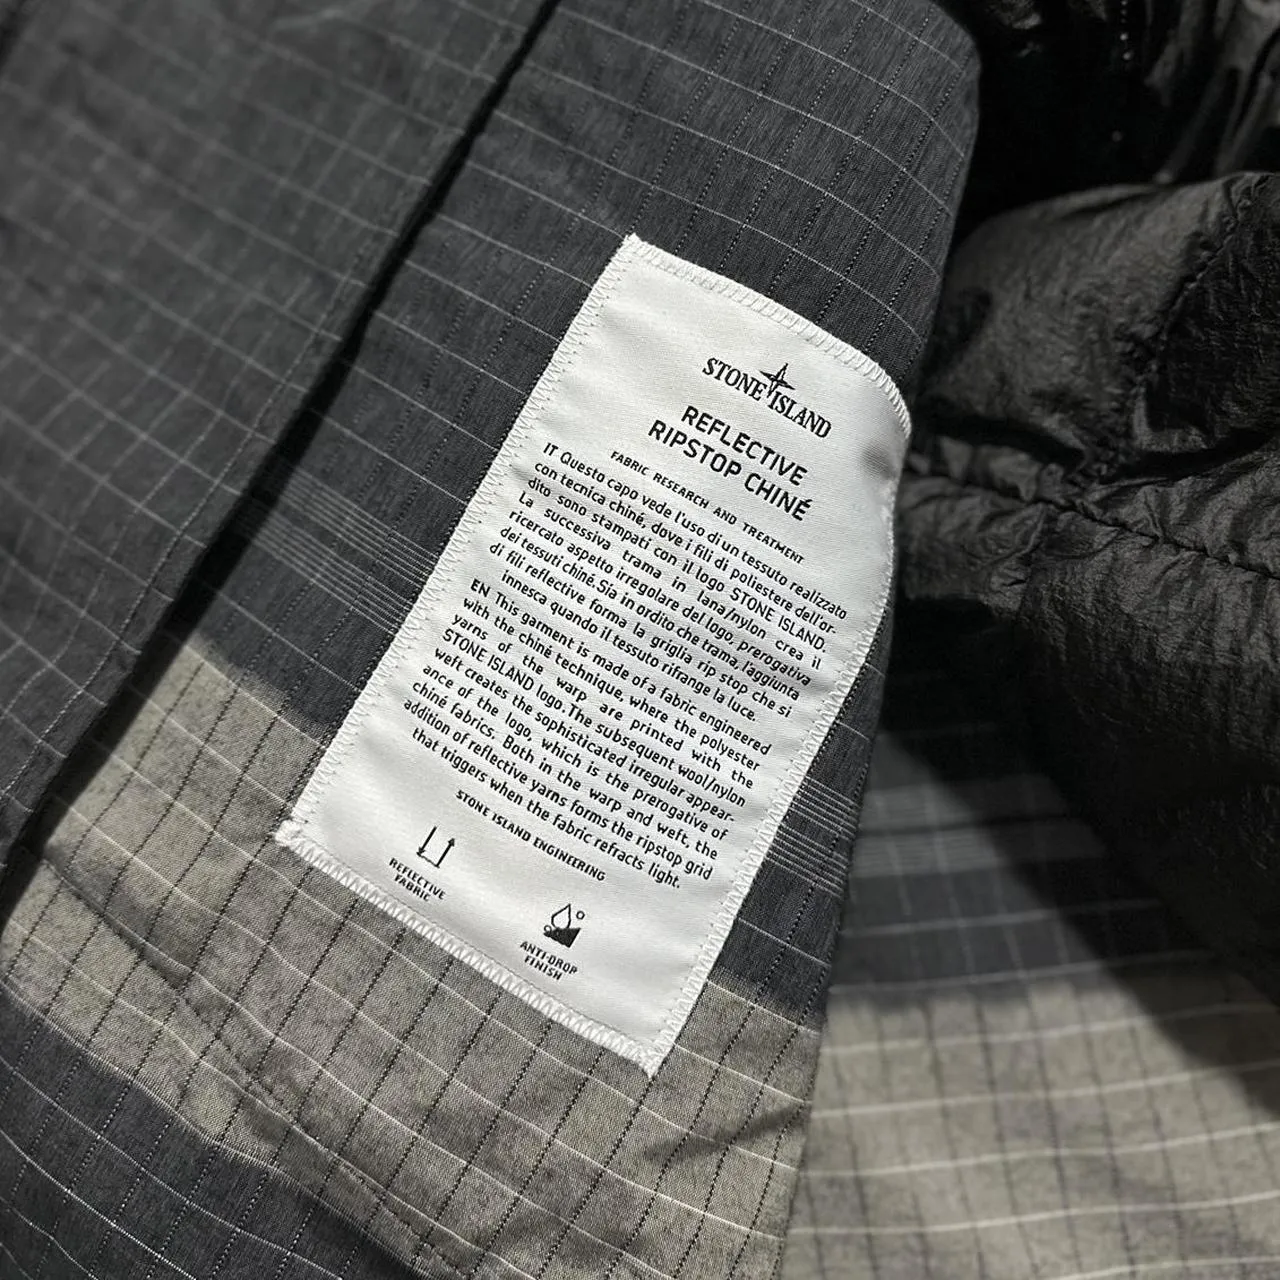 STONE ISLAND
REFLECTIVE
RIPSTOP CHINÉ
FABRIC RESEARCH AND TREATMENT
IT Questo capo vede l'uso di un tessuto realizzato
con tecnica chiné, dove i fili di poliestere dell'or-
dito sono stampati con il logo STONE ISLAND.
La successiva trama in lana/nylon crea il
ricercato aspetto irregolare del logo, prerogativa
dei tessuti chiné. Sia in ordito che trama, l'aggiunta
di fili reflective forma la griglia rip stop che si
innesca quando il tessuto rifrange la luce.
EN This garment is made of a fabric engineered
with the chiné technique, where the polyester
yarns of the warp are printed with the
STONE ISLAND logo. The subsequent wool/nylon
weft creates the sophisticated irregular appear-
ance of the logo, which is the prerogative of
chiné fabrics. Both in the warp and weft, the
addition of reflective yarns forms the ripstop grid
that triggers when the fabric refracts light.
STONE ISLAND ENGINEERING
REFLECTIVE
FABRIC
ANTI-DROP
FINISH